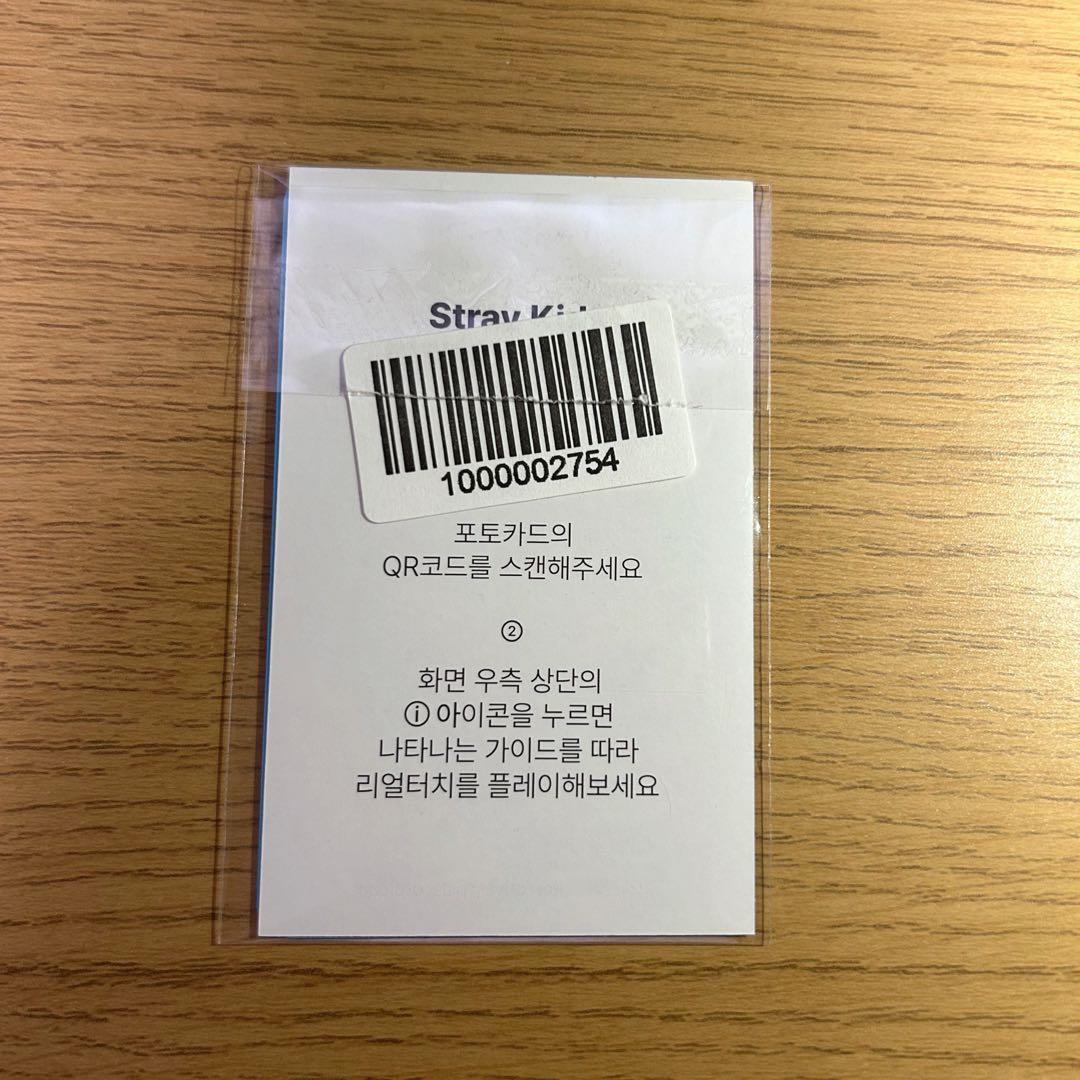 Stray
1000002754
포토카드의
QR코드를 스캔해주세요
②
화면 우측 상단의
ⓘ 아이콘을 누르면
나타나는 가이드를 따라
리얼터치를 플레이해보세요